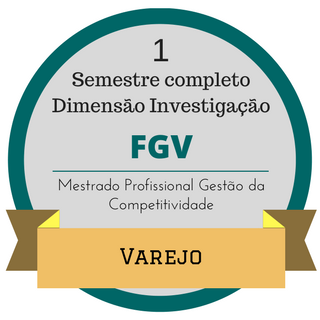 1
Semestre completo
Dimensão Investigação
FGV
Mestrado Profissional Gestão da
Competitividade
Varejo